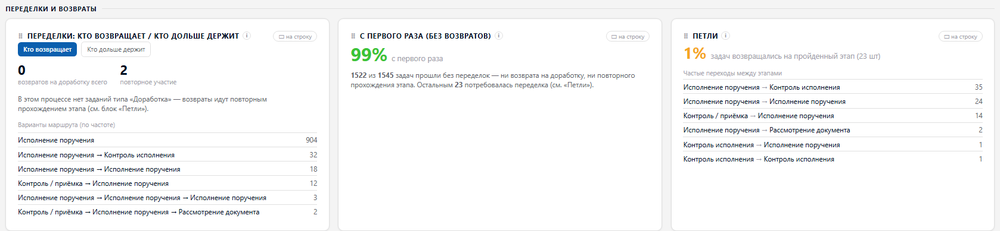 ПЕРЕДЕЛКИ И ВОЗВРАТЫ
ПЕРЕДЕЛКИ: КТО ВОЗВРАЩАЕТ / КТО ДОЛЬШЕ ДЕРЖИТ i на строку
Кто возвращает Кто дольше держит
0 2
возвратов на доработку всего повторное участие
В этом процессе нет заданий типа «Доработка» — возвраты идут повторным
прохождением этапа (см. блок «Петли»).
Варианты маршрута (по частоте)
Исполнение поручения 904
Исполнение поручения → Контроль исполнения 32
Исполнение поручения → Исполнение поручения 18
Контроль / приёмка → Исполнение поручения 12
Исполнение поручения → Исполнение поручения → Исполнение поручения 3
Контроль / приёмка → Исполнение поручения → Рассмотрение документа 2
С ПЕРВОГО РАЗА (БЕЗ ВОЗВРАТОВ) i на строку
99% с первого раза
1522 из 1545 задач прошли без переделок — ни возврата на доработку, ни повторного
прохождения этапа. Остальным 23 потребовалась переделка (см. «Петли»).
ПЕТЛИ i на строку
1% задач возвращались на пройденный этап (23 шт)
Частые переходы между этапами
Исполнение поручения → Контроль исполнения 35
Исполнение поручения → Исполнение поручения 24
Контроль / приёмка → Исполнение поручения 14
Исполнение поручения → Рассмотрение документа 2
Контроль исполнения → Исполнение поручения 1
Контроль исполнения → Контроль исполнения 1